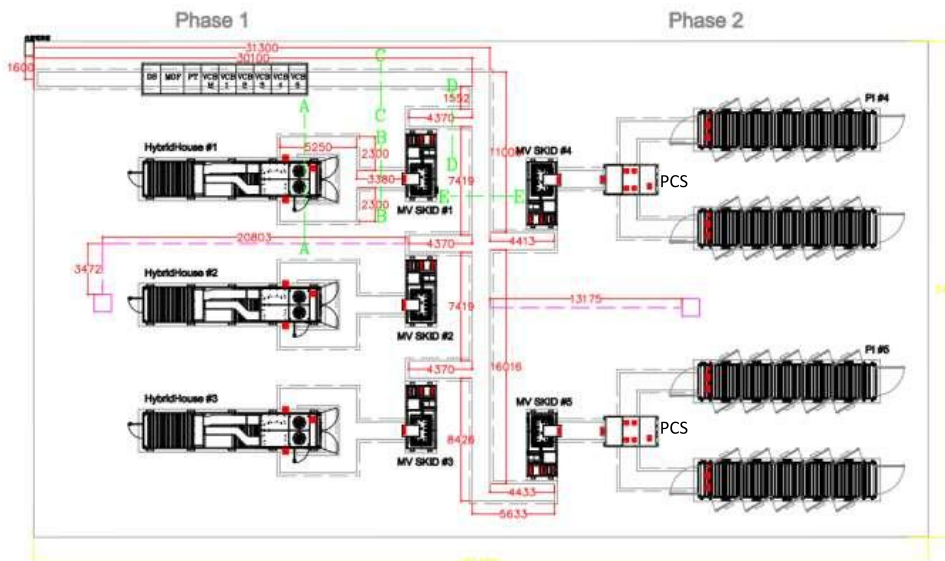 Phase 1
Phase 2
31300
30100
1600
DS MOF PT VCB M VCB 1 VCB 2 VCB 3 VCB 4 VCB 5
C
C
D
D
1552
4370
A
A
B
B
5250
2300
3380
2300
7419
11000
E
E
HybridHouse #1
MV SKID #1
MV SKID #4
PCS
PI #4
20803
4370
4413
3472
HybridHouse #2
MV SKID #2
7419
13175
4370
16016
PI #5
HybridHouse #3
MV SKID #3
MV SKID #5
PCS
8426
4433
5633